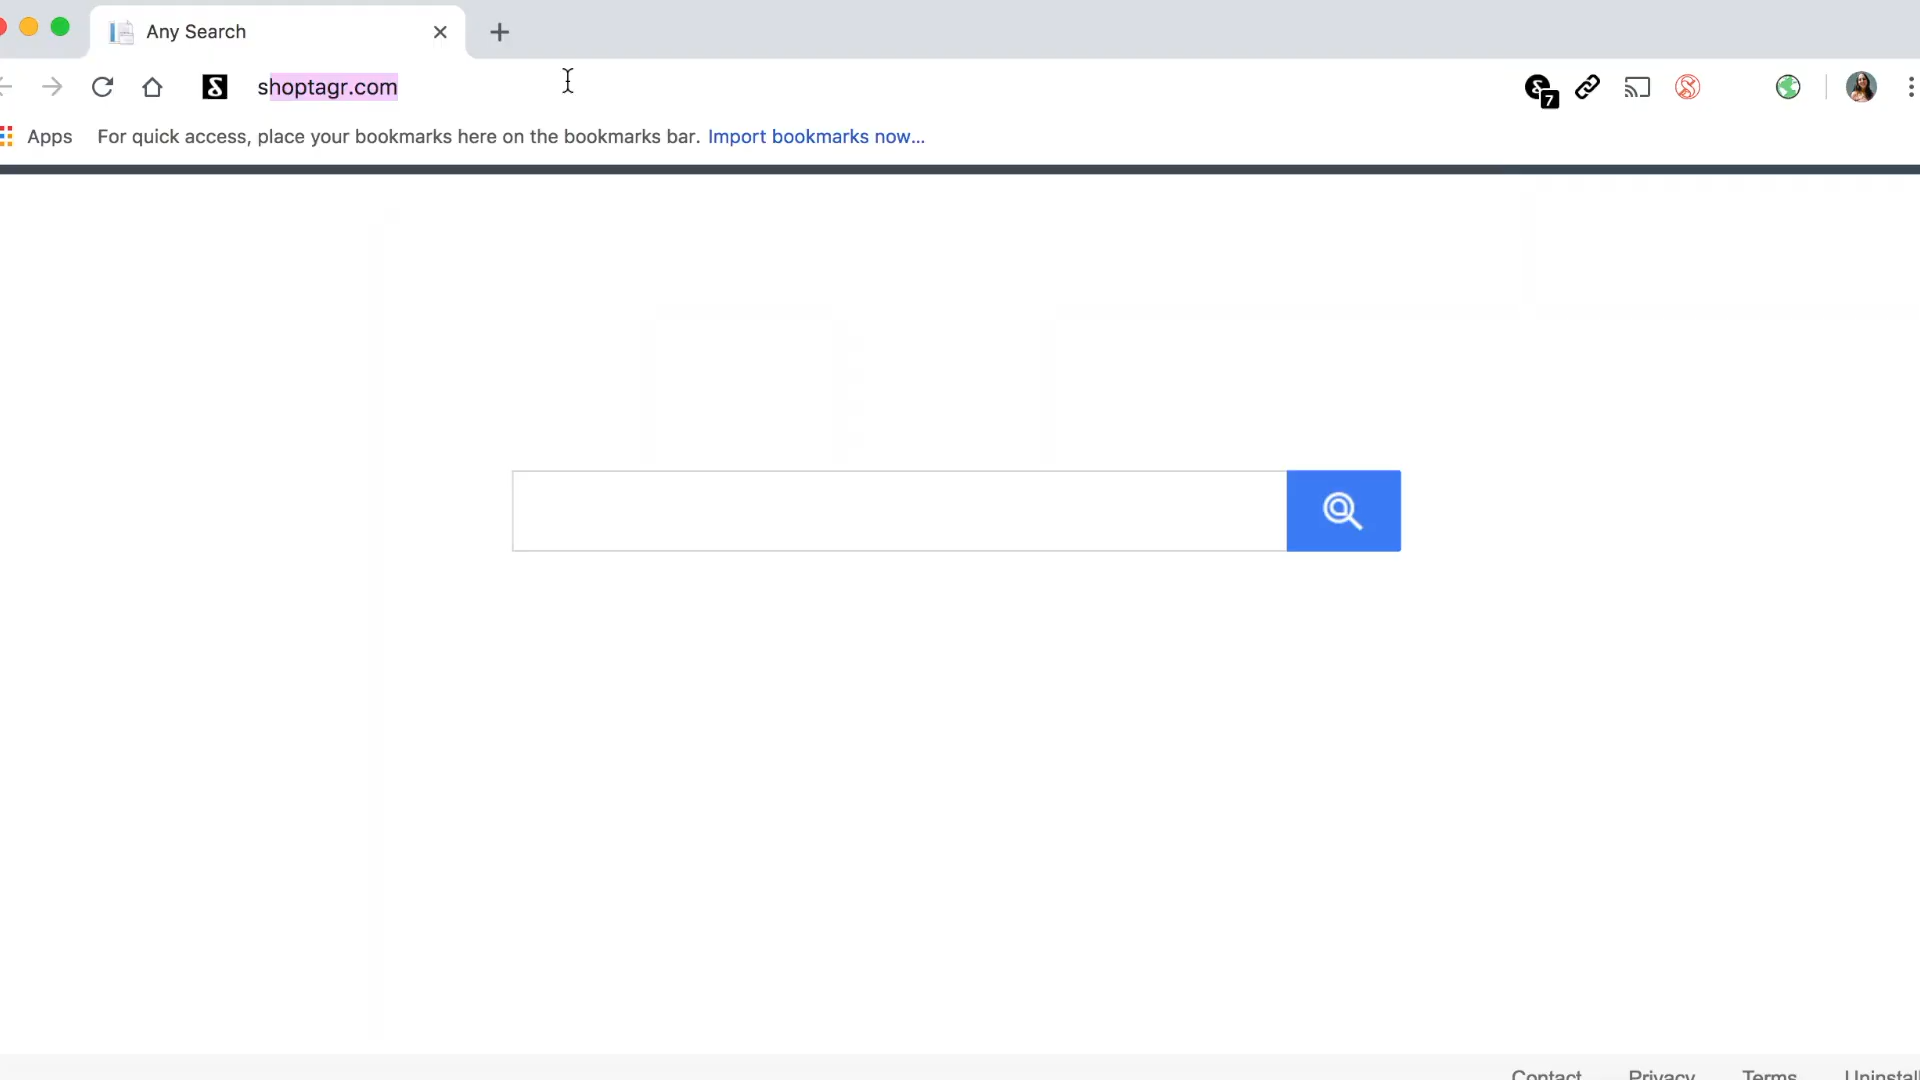 Any Search
shoptagr.com
7
Apps For quick access, place your bookmarks here on the bookmarks bar. Import bookmarks now...
Contact Privacy Terms Uninstall